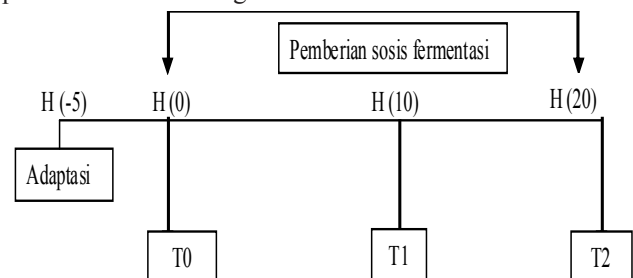 Pemberian sosis fermentasi
H (-5) H (0) H (10) H (20)
Adaptasi
T0 T1 T2